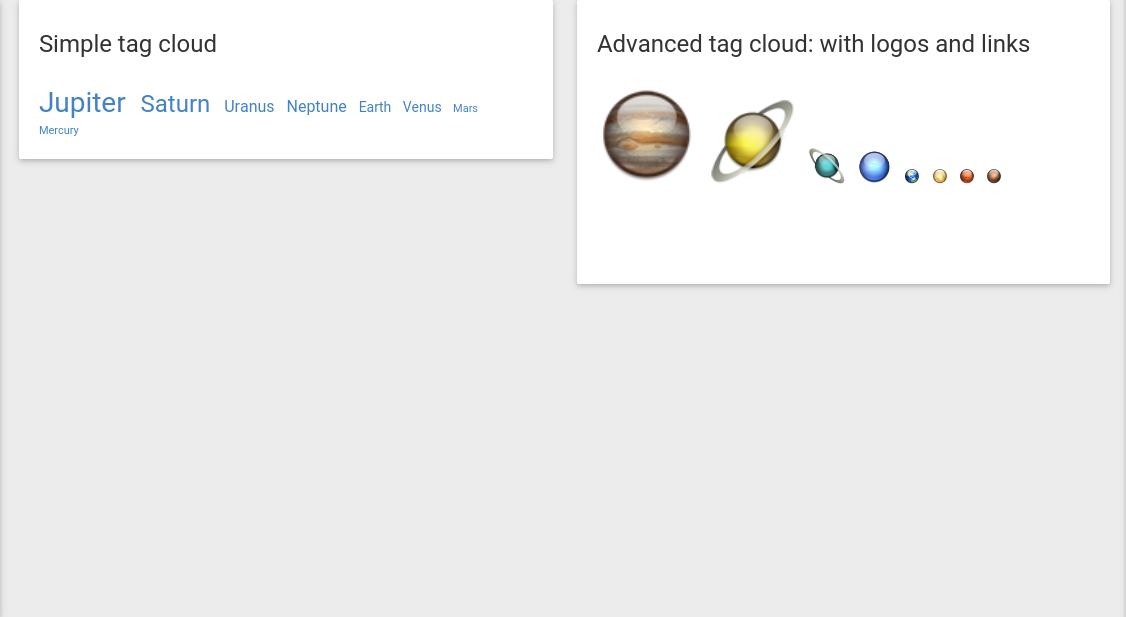 Simple tag cloud
Jupiter Saturn Uranus Neptune Earth Venus Mars
Mercury
Advanced tag cloud: with logos and links